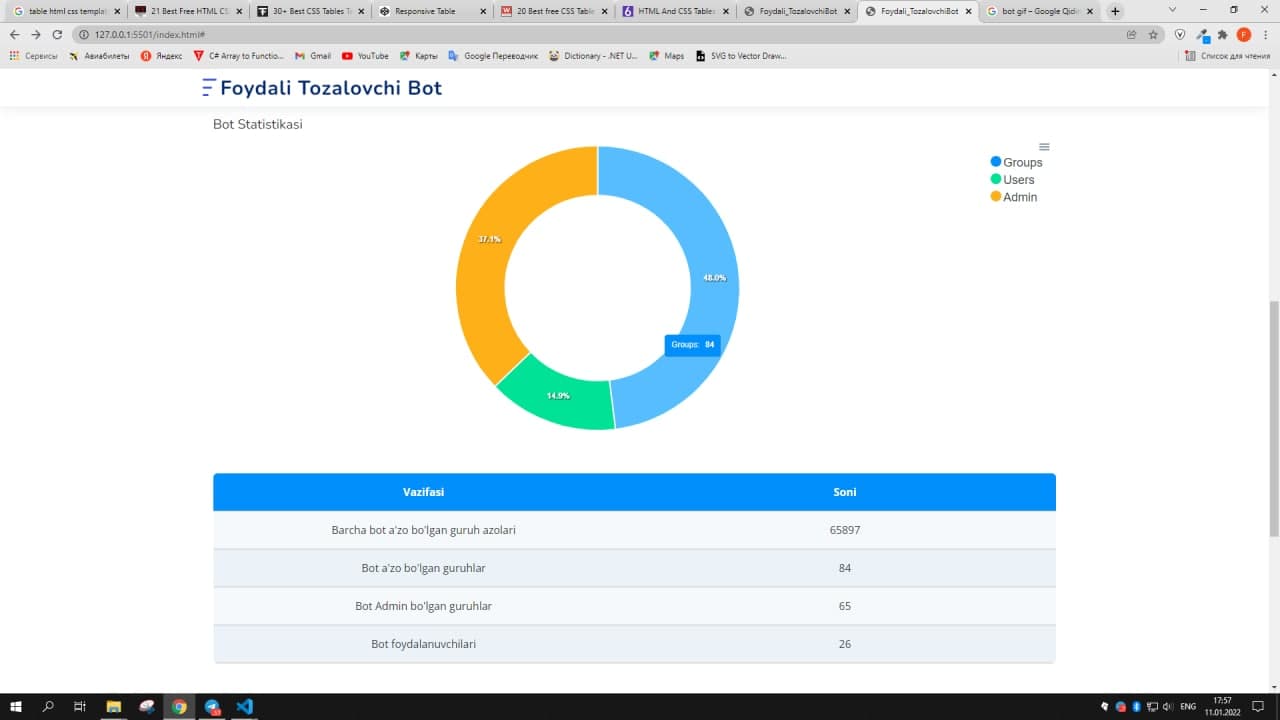 table html css templat
21 Best Free HTML CS
30+ Best CSS Tables Te
Responsive Table
20 Best free CSS Table
HTML And CSS Tables
Foydali_TozalovchiBot
Foydali_TozalovchiBot
bot gif – Google Qidir
127.0.0.1:5501/index.html#
Сервисы Авиабилеты Яндекс C# Array to Functio... Gmail YouTube Карты Google Переводчик Dictionary - .NET U... Maps SVG to Vector Draw... Список для чтения
Foydali Tozalovchi Bot
Bot Statistikasi
Groups
Users
Admin
37.1%
48.0%
Groups: 84
14.9%
Vazifasi Soni
Barcha bot a'zo bo'lgan guruh azolari 65897
Bot a'zo bo'lgan guruhlar 84
Bot Admin bo'lgan guruhlar 65
Bot foydalanuvchilari 26
ENG
17:57
11.01.2022